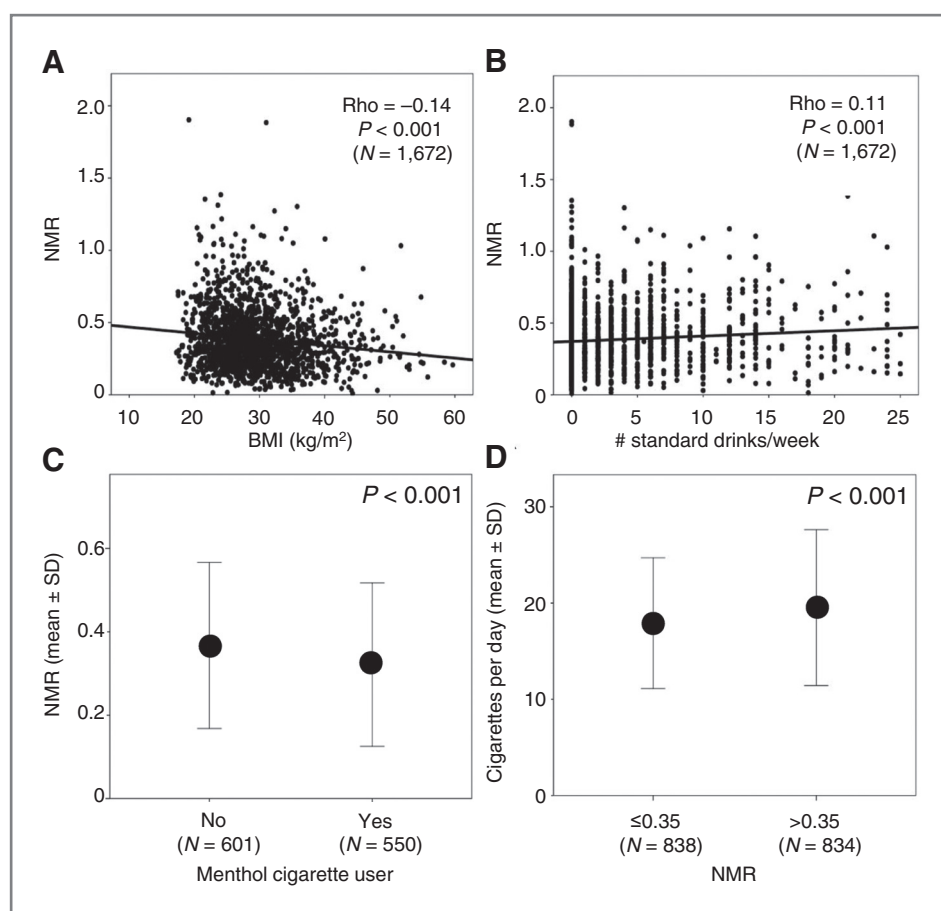 A
NMR
2.0
1.5
1.0
0.5
0
Rho = –0.14
P < 0.001
(N = 1,672)
10 20 30 40 50 60
BMI (kg/m²)
B
NMR
2.0
1.5
1.0
0.5
0
Rho = 0.11
P < 0.001
(N = 1,672)
0 5 10 15 20 25
# standard drinks/week
C
NMR (mean ± SD)
0.6
0.4
0.2
0
P < 0.001
No Yes
(N = 601) (N = 550)
Menthol cigarette user
D
Cigarettes per day (mean ± SD)
30
20
10
0
P < 0.001
≤0.35 >0.35
(N = 838) (N = 834)
NMR